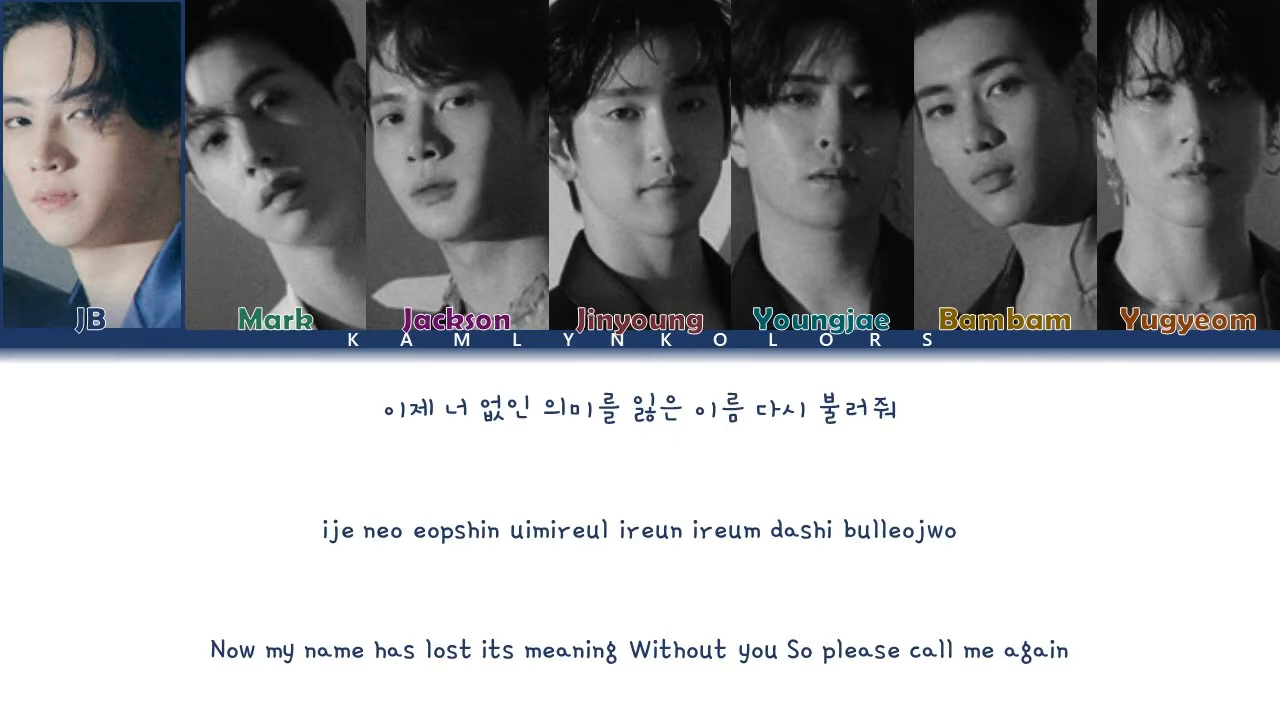 JB Mark Jackson Jinyoung Youngjae Bambam Yugyeom
KAMLYNKOLORS
이제 너 없인 의미를 잃은 이름 다시 불러줘
ije neo eopshin uimireul ireun ireum dashi bulleojwo
Now my name has lost its meaning Without you So please call me again